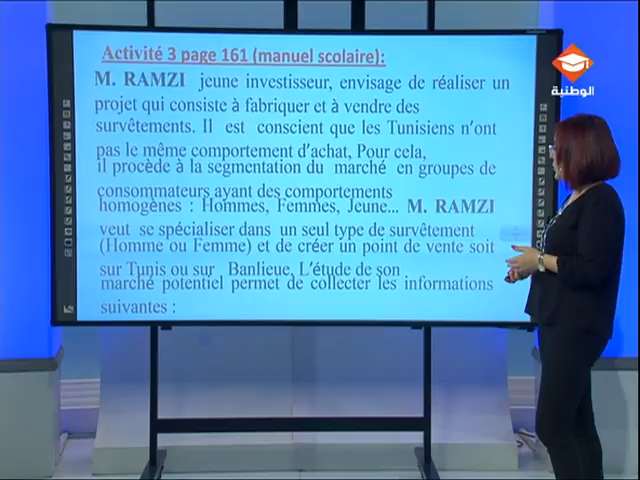 Activité 3 page 161 (manuel scolaire):
M. RAMZI jeune investisseur, envisage de réaliser un
projet qui consiste à fabriquer et à vendre des
survêtements. Il est conscient que les Tunisiens n'ont
pas le même comportement d'achat, Pour cela,
il procède à la segmentation du marché en groupes de
consommateurs ayant des comportements
homogènes : Hommes, Femmes, Jeune... M. RAMZI
veut se spécialiser dans un seul type de survêtement
(Homme ou Femme) et de créer un point de vente soit
sur Tunis ou sur Banlieue, L'étude de son
marché potentiel permet de collecter les informations
suivantes :
الوطنية